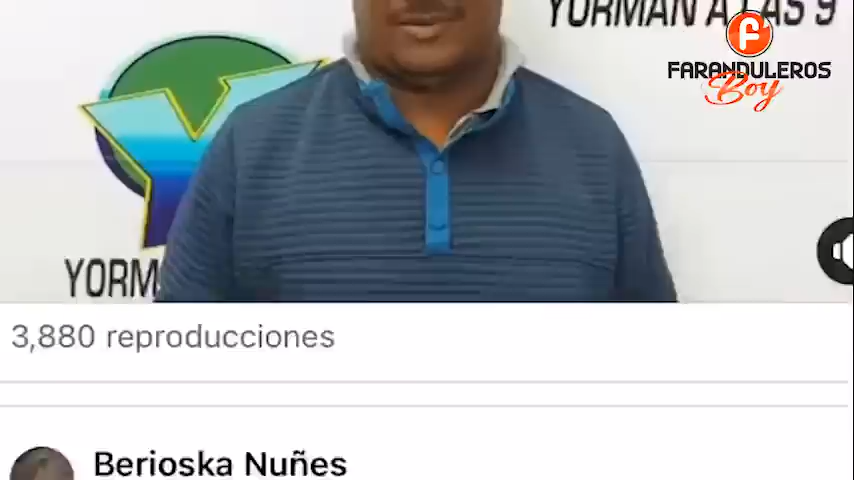 YORMAN A LAS 9
FARANDULEROS
Boy
YORM
3,880 reproducciones
Berioska Nuñes